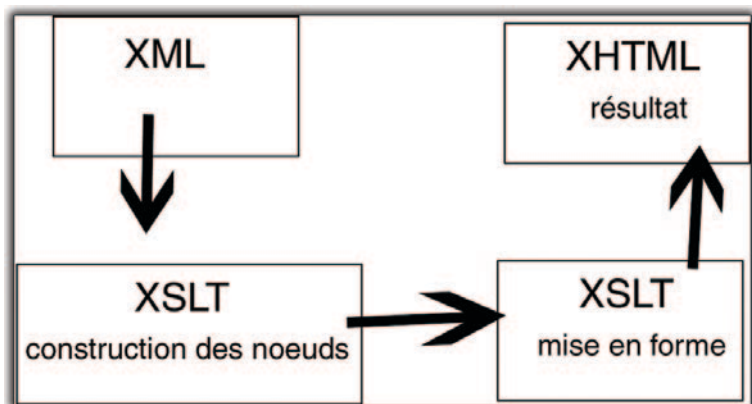 XML
XSLT
construction des noeuds
XSLT
mise en forme
XHTML
résultat